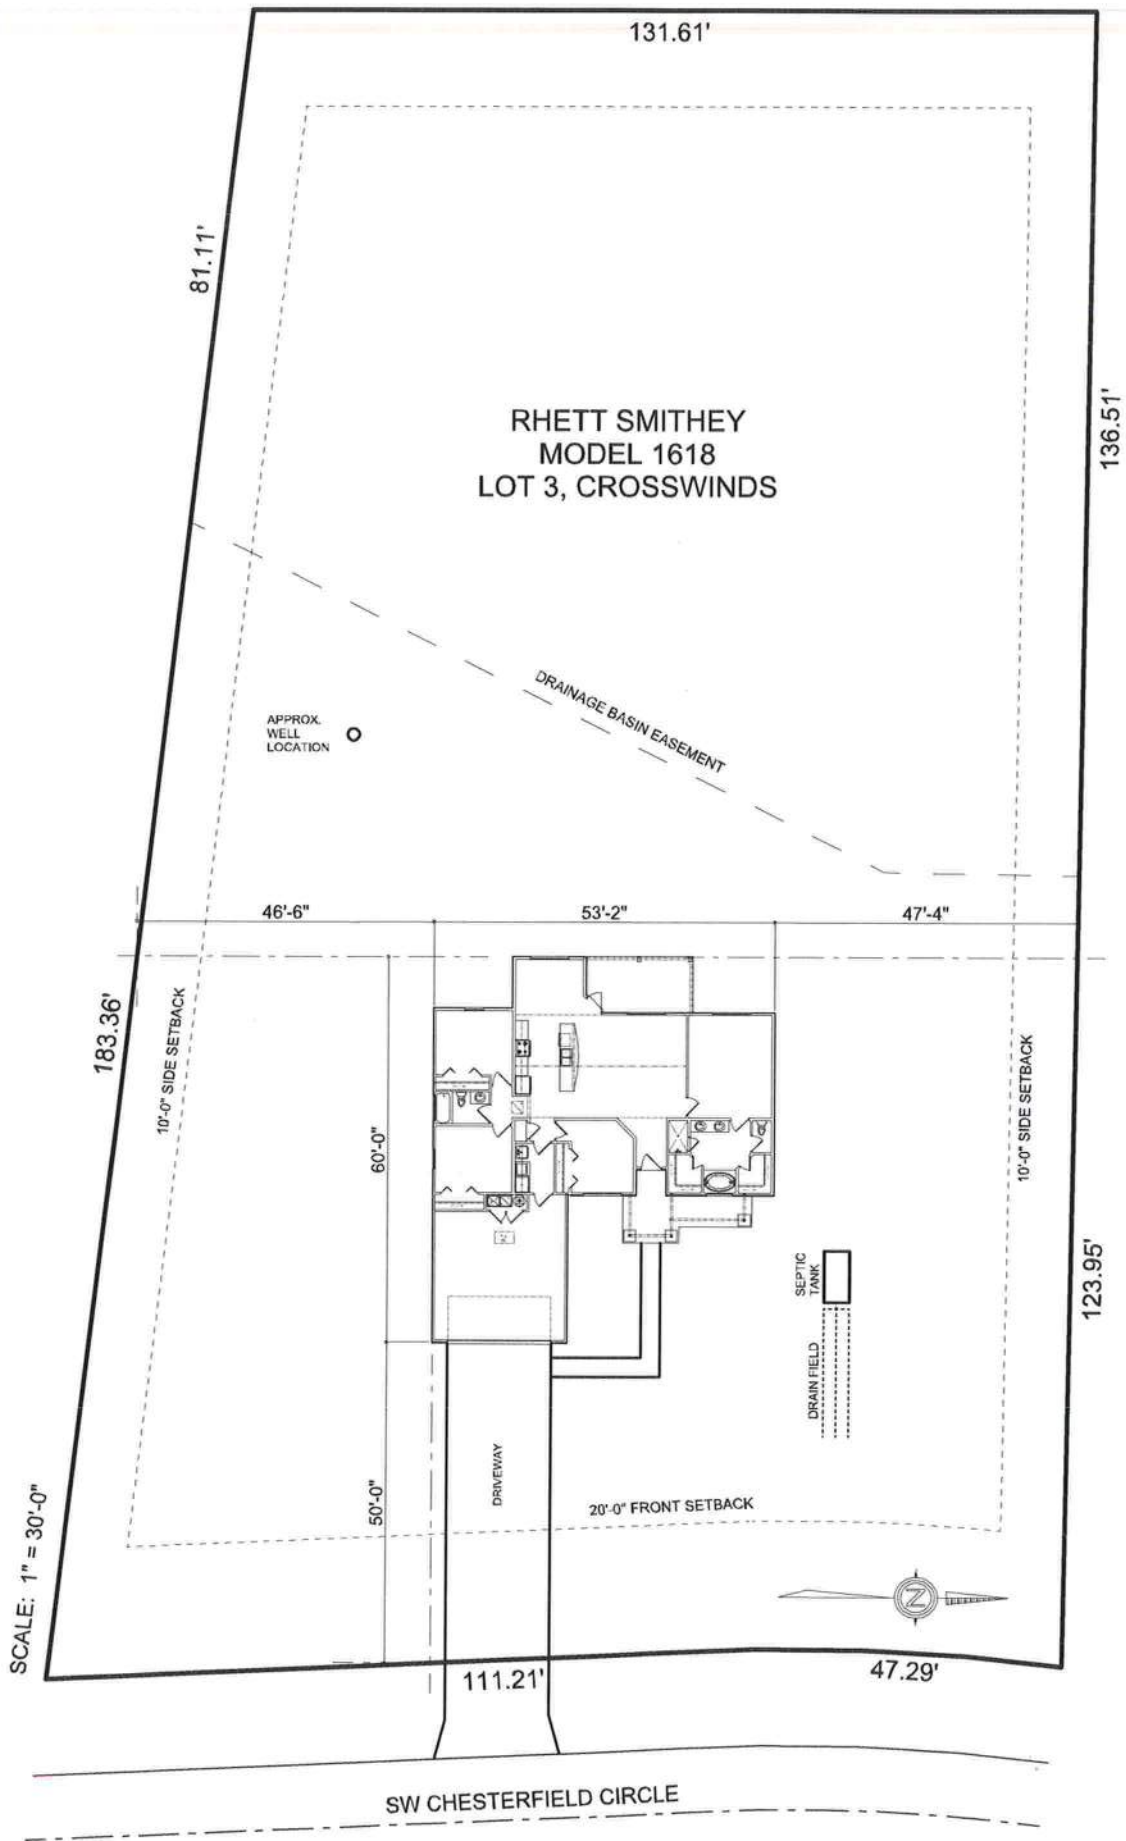 131.61'
81.11'
136.51'
RHETT SMITHEY
MODEL 1618
LOT 3, CROSSWINDS
DRAINAGE BASIN EASEMENT
APPROX.
WELL
LOCATION
46'-6"
53'-2"
47'-4"
183.36'
10'-0" SIDE SETBACK
60'-0"
10'-0" SIDE SETBACK
SEPTIC
TANK
123.95'
DRAIN FIELD
DRIVEWAY
50'-0"
20'-0" FRONT SETBACK
SCALE: 1" = 30'-0"
N
111.21'
47.29'
SW CHESTERFIELD CIRCLE